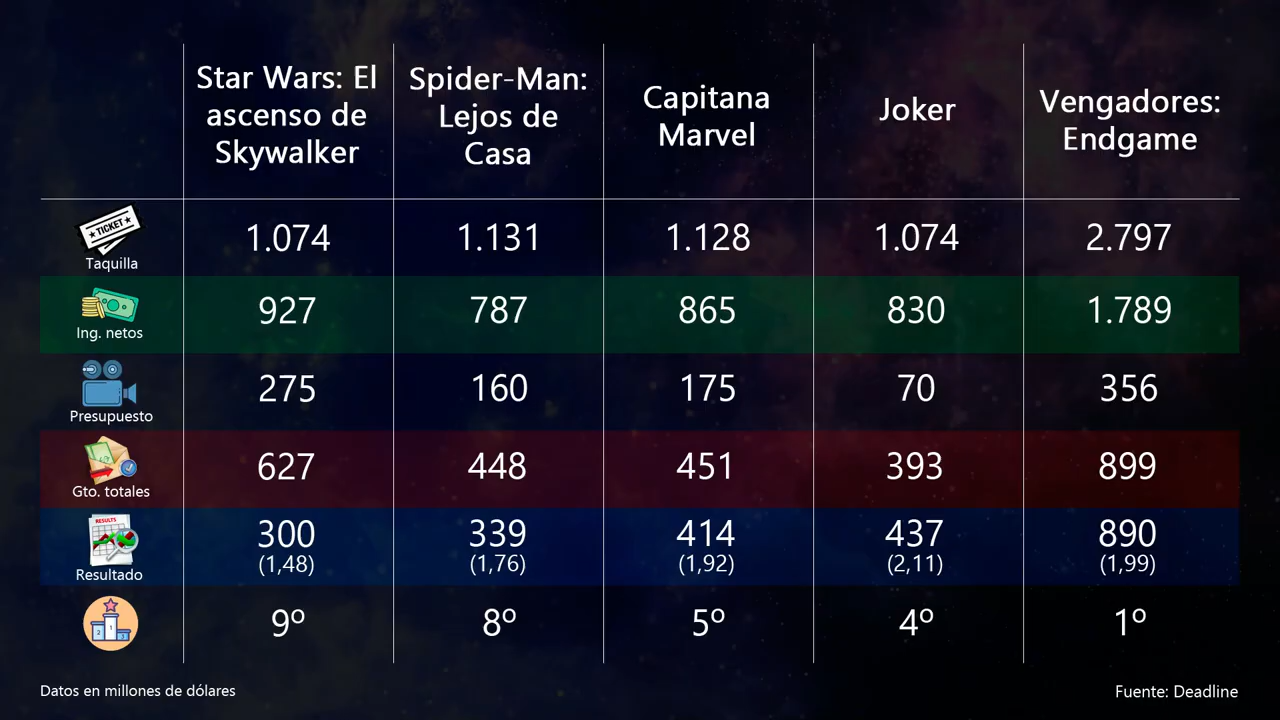 Star Wars: El
ascenso de
Skywalker
Spider-Man:
Lejos de
Casa
Capitana
Marvel
Joker
Vengadores:
Endgame
TICKET
Taquilla
1.074
1.131
1.128
1.074
2.797
Ing. netos
927
787
865
830
1.789
Presupuesto
275
160
175
70
356
Gto. totales
627
448
451
393
899
RESULTS
Resultado
300
(1,48)
339
(1,76)
414
(1,92)
437
(2,11)
890
(1,99)
2 1 3
9º
8º
5º
4º
1º
Datos en millones de dólares
Fuente: Deadline